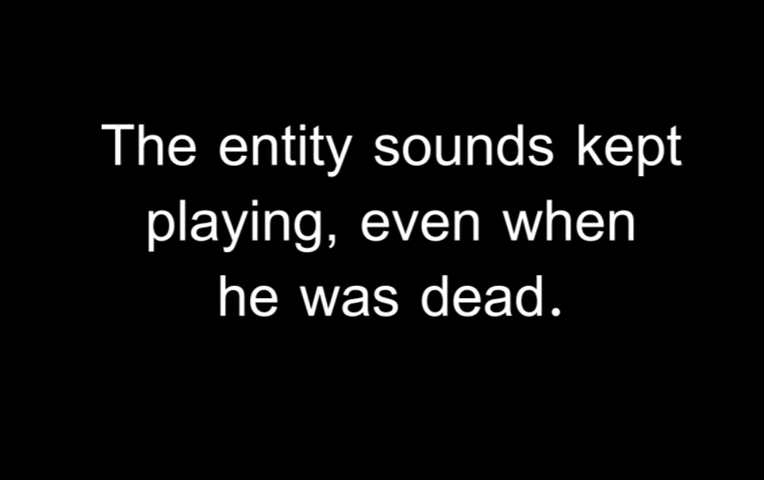 The entity sounds kept
playing, even when
he was dead.